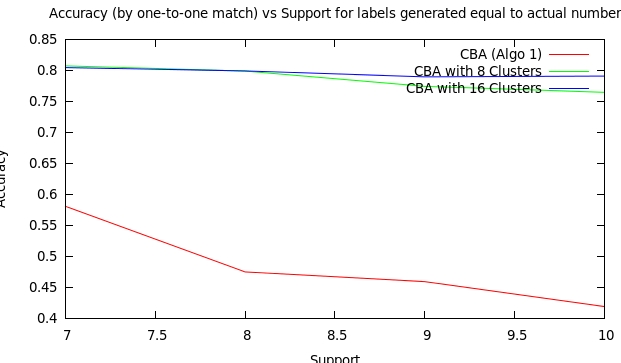 Accuracy (by one-to-one match) vs Support for labels generated equal to actual number
0.85
0.8
0.75
0.7
0.65
0.6
0.55
0.5
0.45
0.4
Accuracy
CBA (Algo 1)
CBA with 8 Clusters
CBA with 16 Clusters
7
7.5
8
8.5
9
9.5
10
Support